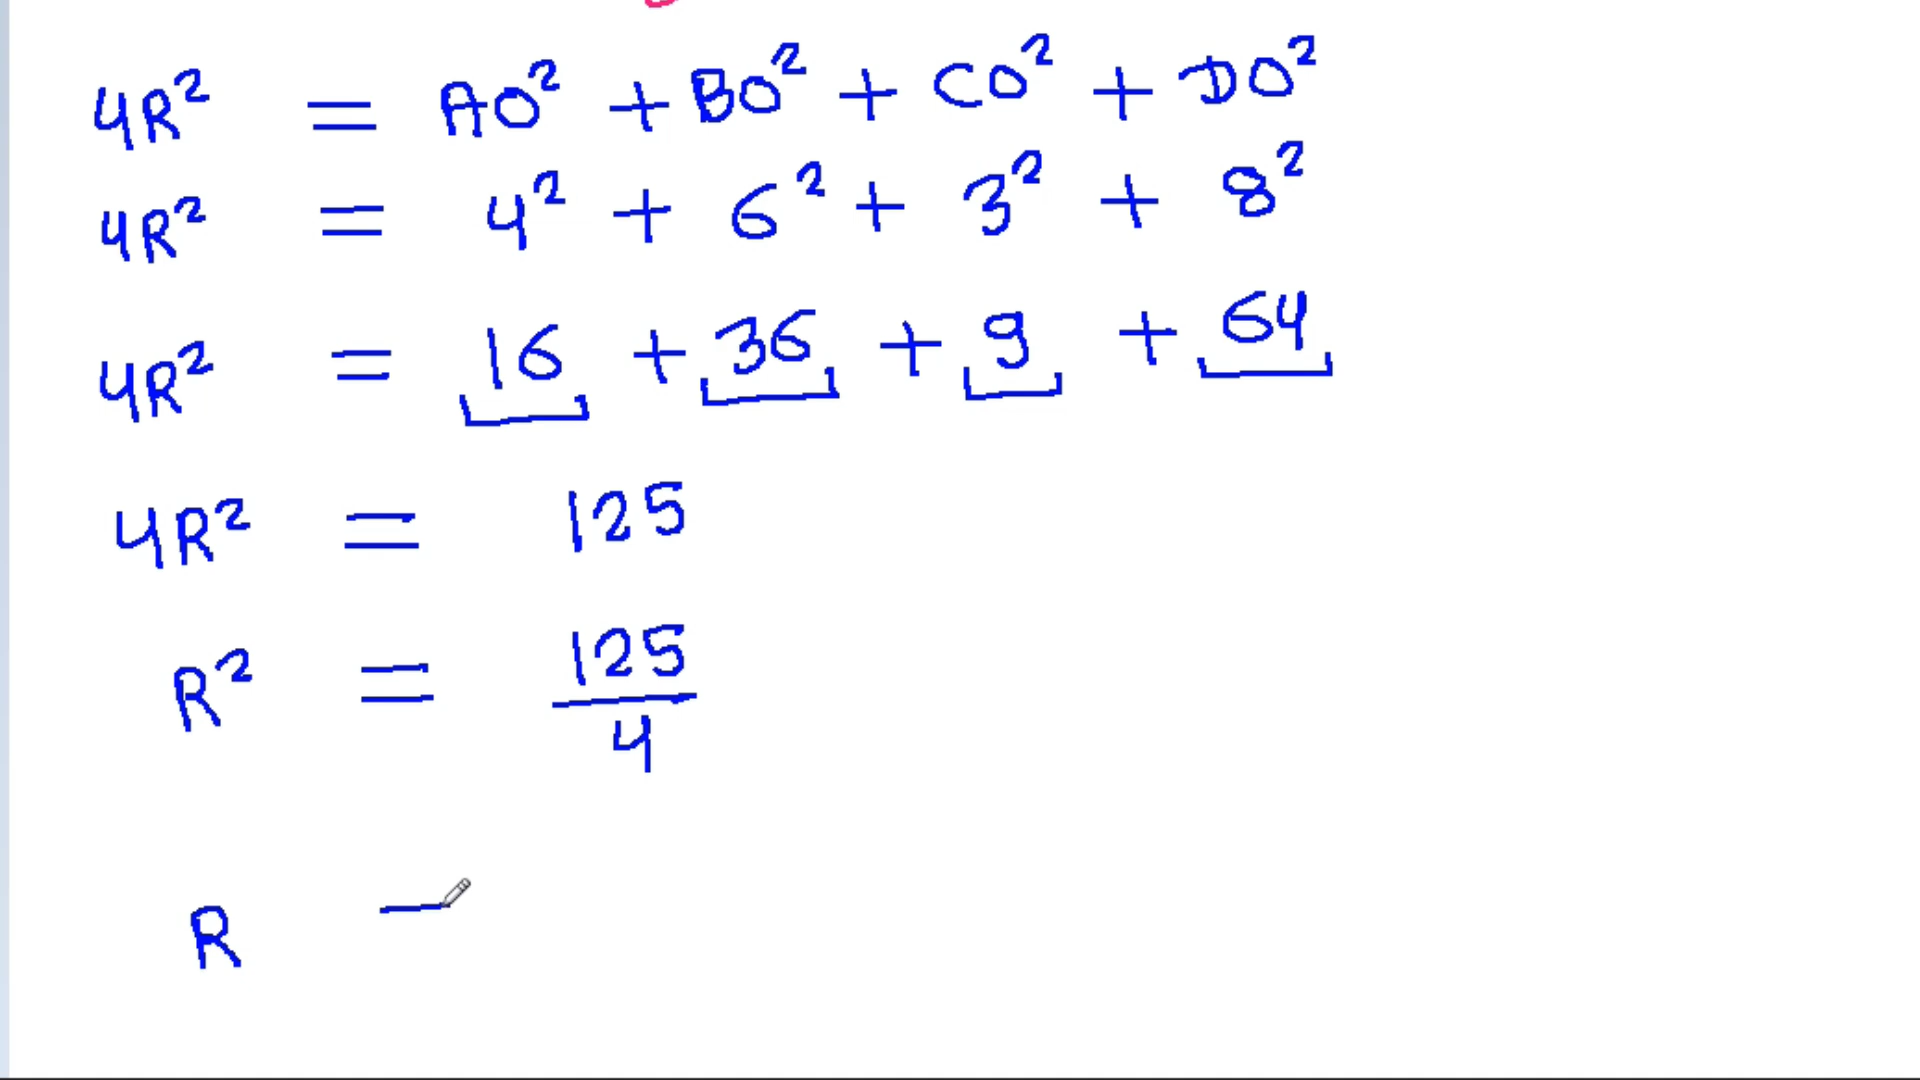 4R² = AO² + BO² + CO² + DO²
4R² = 4² + 6² + 3² + 8²
4R² = 16 + 36 + 9 + 64
4R² = 125
R² = 125/4
R —